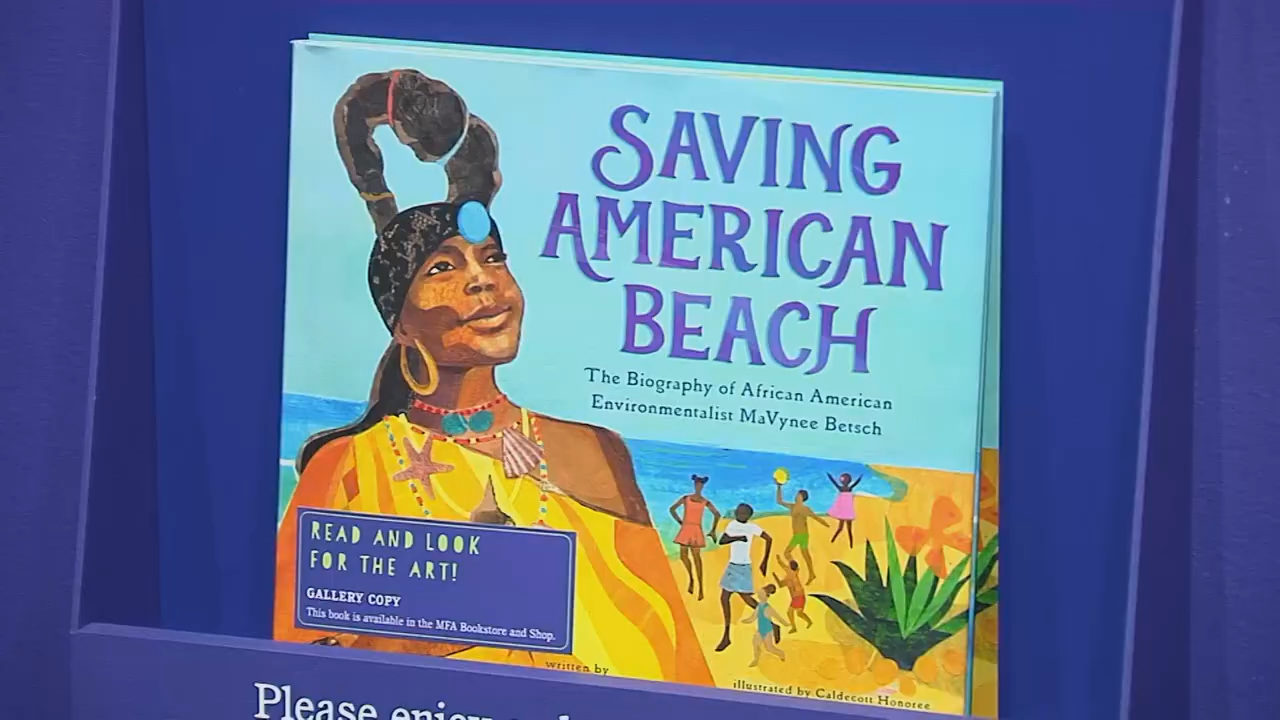 SAVING
AMERICAN
BEACH
The Biography of African American
Environmentalist MaVynee Betsch
READ AND LOOK
FOR THE ART!
GALLERY COPY
This book is available in the MFA Bookstore and Shop.
written by
illustrated by Caldecott Honoree
Please enjoy